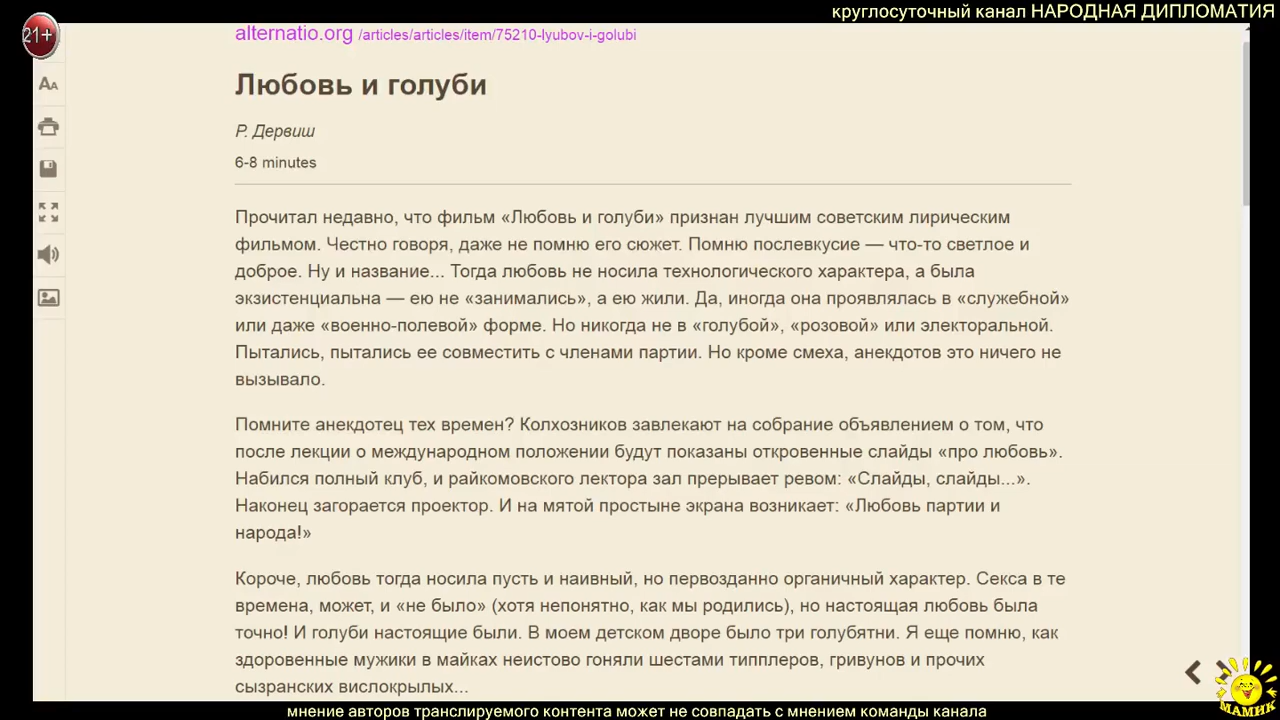 круглосуточный канал НАРОДНАЯ ДИПЛОМАТИЯ
21+
alternatio.org /articles/articles/item/75210-lyubov-i-golubi
Любовь и голуби
Р. Дервиш
6-8 minutes
Прочитал недавно, что фильм «Любовь и голуби» признан лучшим советским лирическим
фильмом. Честно говоря, даже не помню его сюжет. Помню послевкусие — что-то светлое и
доброе. Ну и название... Тогда любовь не носила технологического характера, а была
экзистенциальна — ею не «занимались», а ею жили. Да, иногда она проявлялась в «служебной»
или даже «военно-полевой» форме. Но никогда не в «голубой», «розовой» или электоральной.
Пытались, пытались ее совместить с членами партии. Но кроме смеха, анекдотов это ничего не
вызывало.
Помните анекдотец тех времен? Колхозников завлекают на собрание объявлением о том, что
после лекции о международном положении будут показаны откровенные слайды «про любовь».
Набился полный клуб, и райкомовского лектора зал прерывает ревом: «Слайды, слайды...».
Наконец загорается проектор. И на мятой простыне экрана возникает: «Любовь партии и
народа!»
Короче, любовь тогда носила пусть и наивный, но первозданно органичный характер. Секса в те
времена, может, и «не было» (хотя непонятно, как мы родились), но настоящая любовь была
точно! И голуби настоящие были. В моем детском дворе было три голубятни. Я еще помню, как
здоровенные мужики в майках неистово гоняли шестами типплеров, гривунов и прочих
сызранских вислокрылых...
МАМИК
мнение авторов транслируемого контента может не совпадать с мнением команды канала